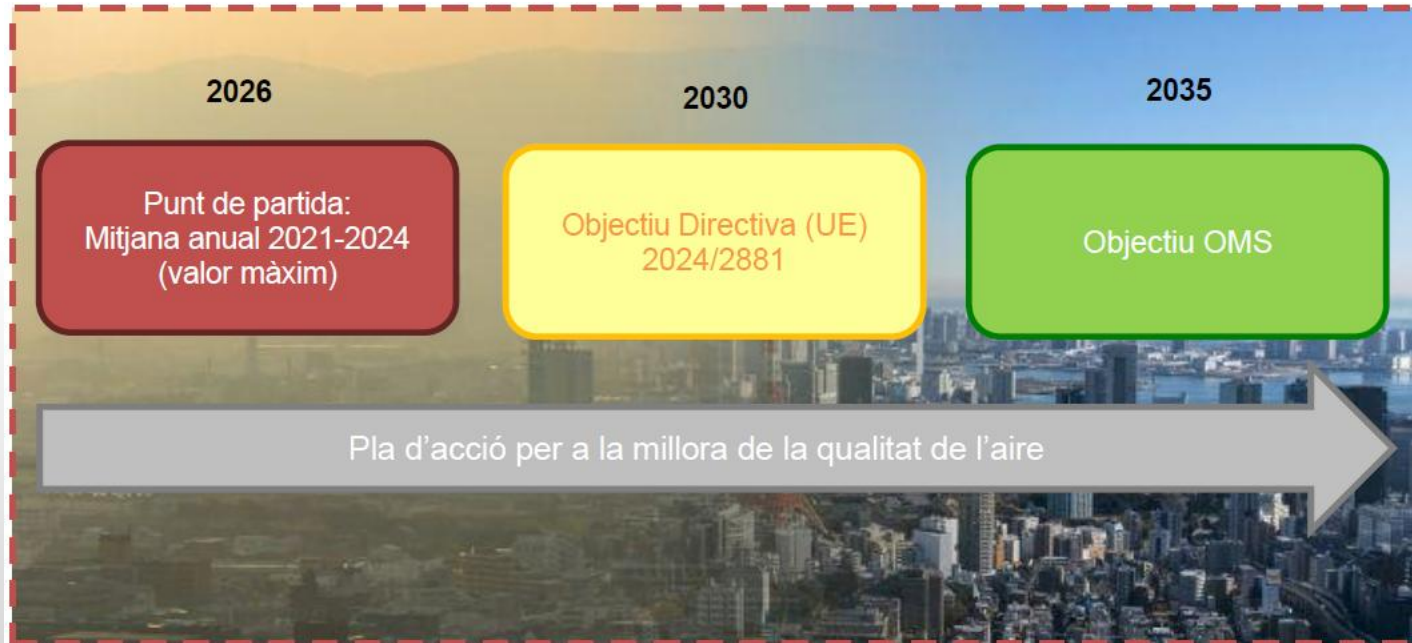 2026
2030
2035
Punt de partida:
Mitjana anual 2021-2024
(valor màxim)
Objectiu Directiva (UE)
2024/2881
Objectiu OMS
Pla d’acció per a la millora de la qualitat de l’aire